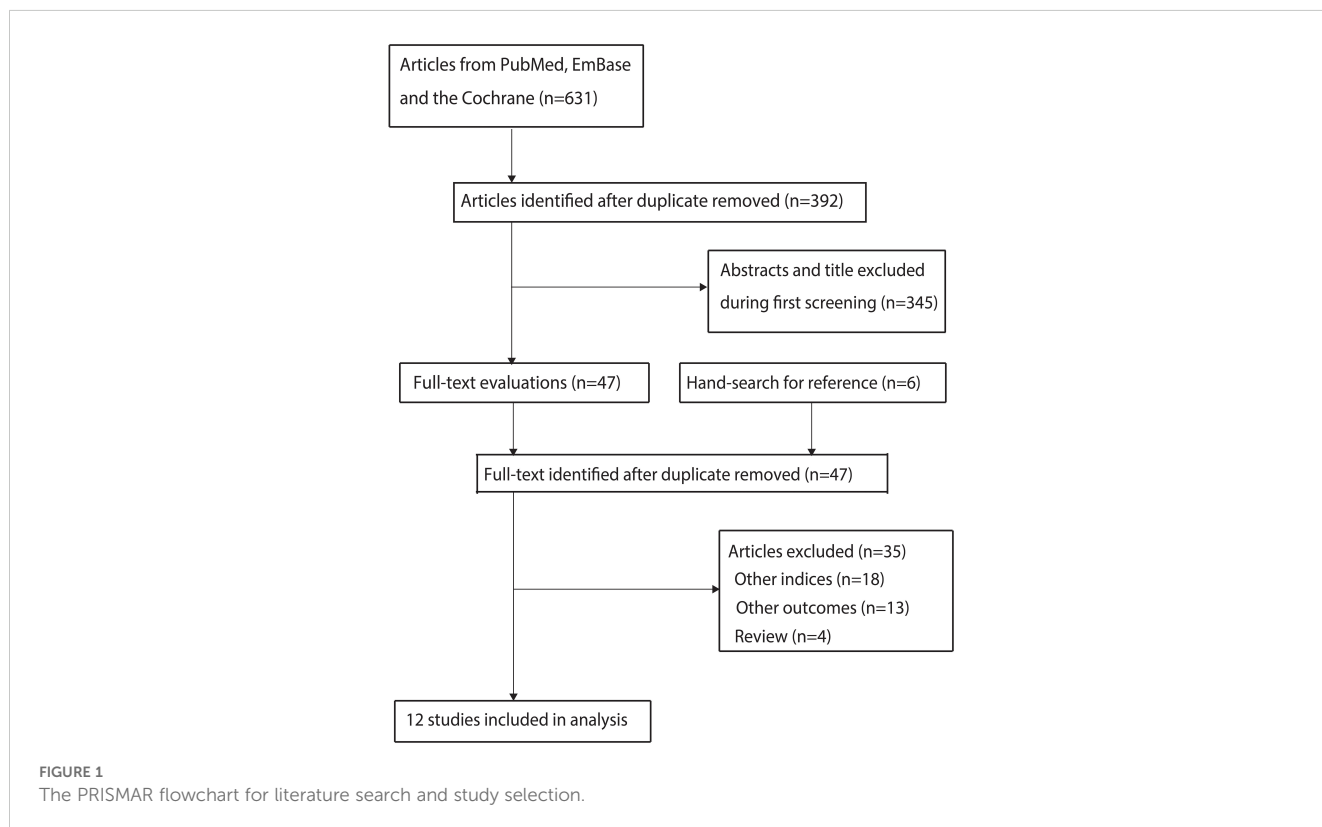 Articles from PubMed, EmBase
and the Cochrane (n=631)
Articles identified after duplicate removed (n=392)
Abstracts and title excluded
during first screening (n=345)
Full-text evaluations (n=47)
Hand-search for reference (n=6)
Full-text identified after duplicate removed (n=47)
Articles excluded (n=35)
Other indices (n=18)
Other outcomes (n=13)
Review (n=4)
12 studies included in analysis
FIGURE 1
The PRISMAR flowchart for literature search and study selection.